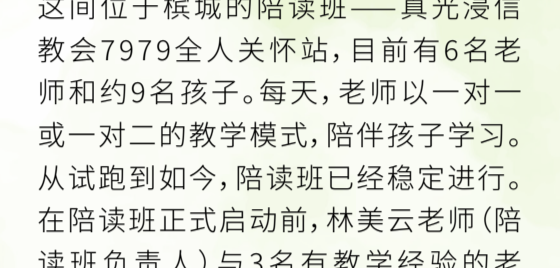 这间位于槟城的陪读班——真光浸信
教会7979全人关怀站，目前有6名老
师和约9名孩子。每天，老师以一对一
或一对二的教学模式，陪伴孩子学习。
从试跑到如今，陪读班已经稳定进行。
在陪读班正式启动前，林美云老师（陪
读班负责人）与3名有教学经验的老